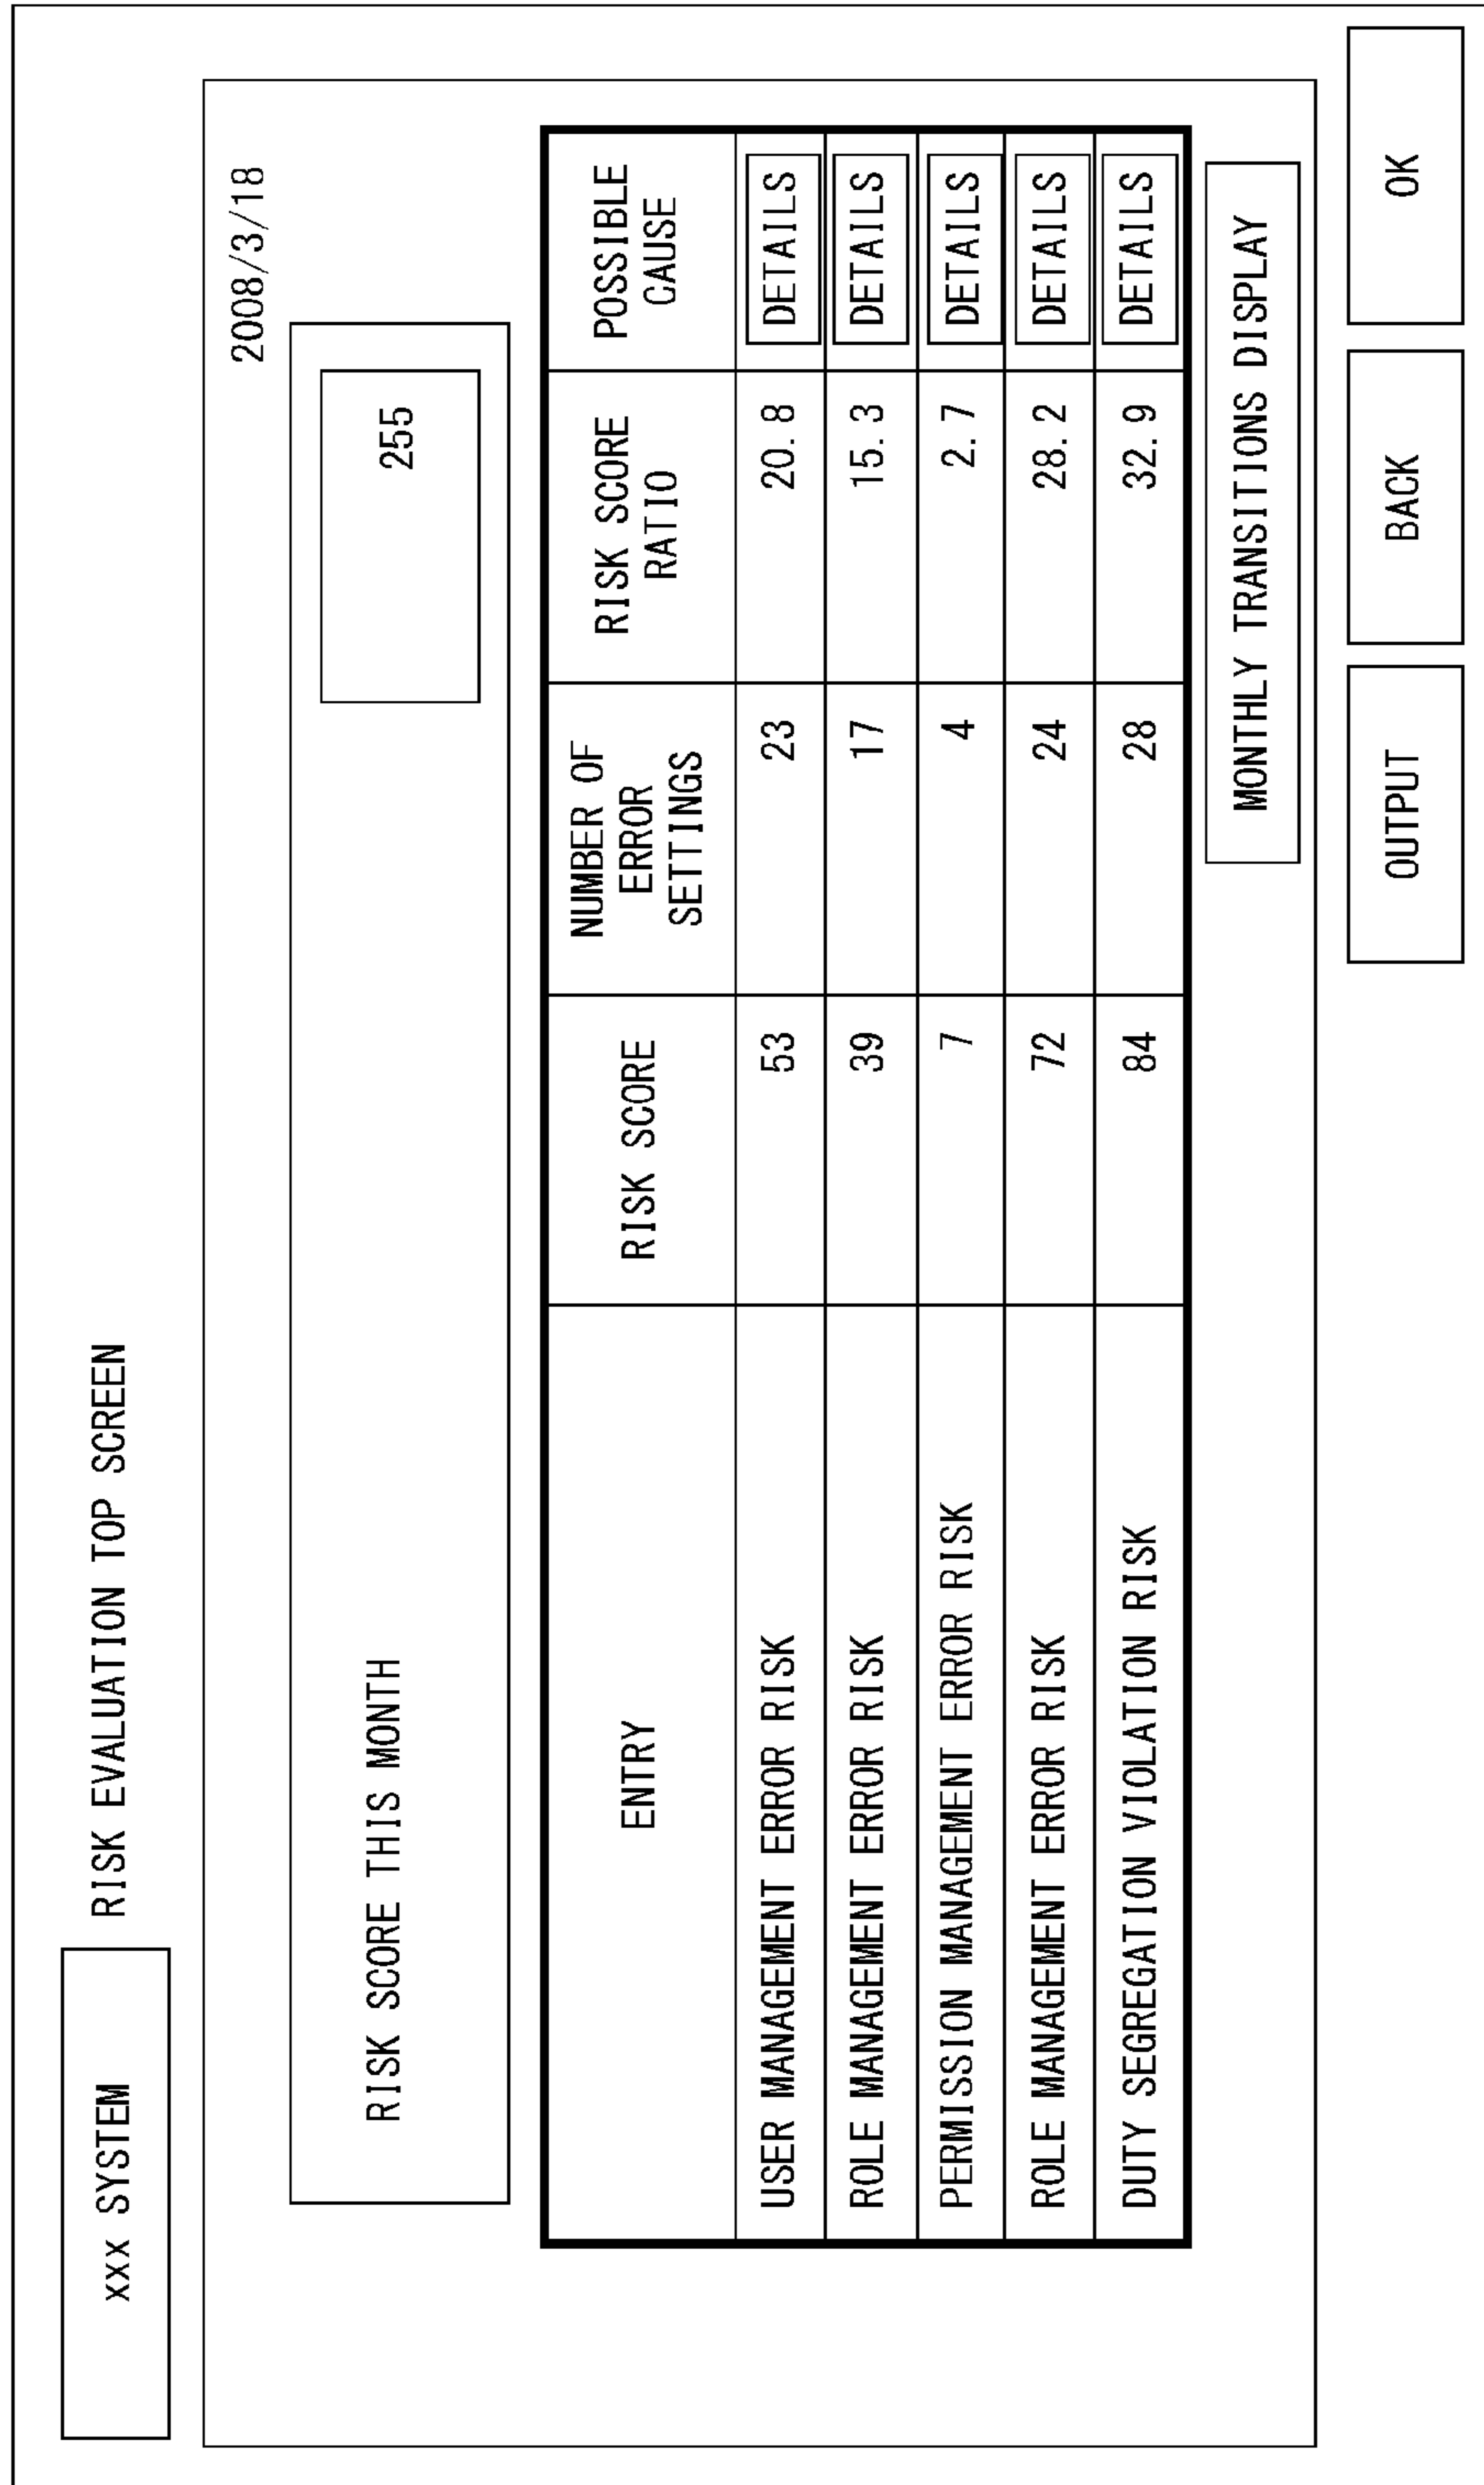 xxx SYSTEM RISK EVALUATION TOP SCREEN
2008/3/18
RISK SCORE THIS MONTH 255
ENTRY RISK SCORE NUMBER OF ERROR SETTINGS RISK SCORE RATIO POSSIBLE CAUSE
USER MANAGEMENT ERROR RISK 53 23 20.8 DETAILS
ROLE MANAGEMENT ERROR RISK 39 17 15.3 DETAILS
PERMISSION MANAGEMENT ERROR RISK 7 4 2.7 DETAILS
ROLE MANAGEMENT ERROR RISK 72 24 28.2 DETAILS
DUTY SEGREGATION VIOLATION RISK 84 28 32.9 DETAILS
MONTHLY TRANSITIONS DISPLAY
OUTPUT BACK OK